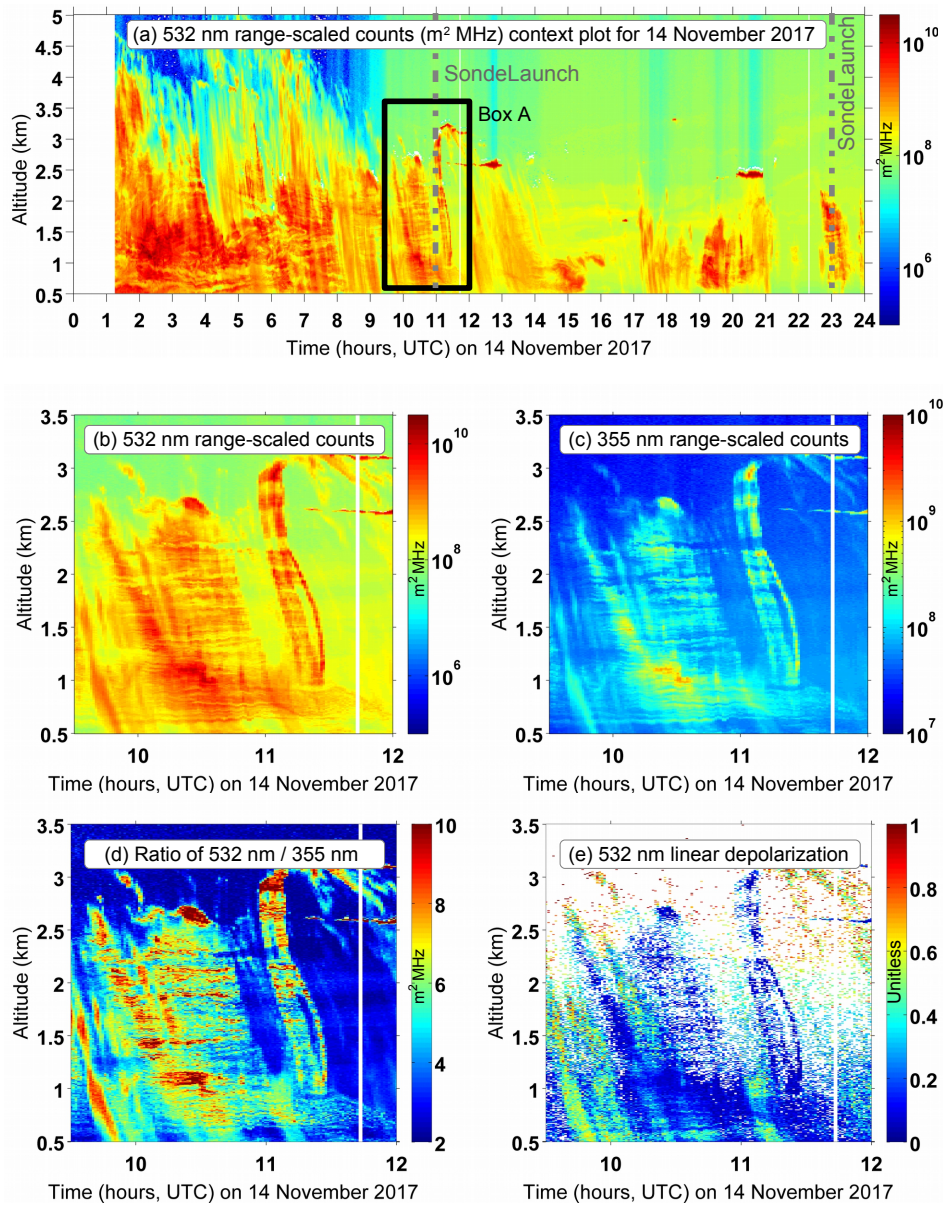 (a) 532 nm range-scaled counts (m² MHz) context plot for 14 November 2017
SondeLaunch
Box A
SondeLaunch
Altitude (km)
5
4.5
4
3.5
3
2.5
2
1.5
1
0.5
0 1 2 3 4 5 6 7 8 9 10 11 12 13 14 15 16 17 18 19 20 21 22 23 24
Time (hours, UTC) on 14 November 2017
10¹⁰
10⁸
10⁶
m² MHz
(b) 532 nm range-scaled counts
Altitude (km)
3.5
3
2.5
2
1.5
1
0.5
10 11 12
Time (hours, UTC) on 14 November 2017
10¹⁰
10⁸
10⁶
m² MHz
(c) 355 nm range-scaled counts
Altitude (km)
3.5
3
2.5
2
1.5
1
0.5
10 11 12
Time (hours, UTC) on 14 November 2017
10¹⁰
10⁹
10⁸
10⁷
m² MHz
(d) Ratio of 532 nm / 355 nm
Altitude (km)
3.5
3
2.5
2
1.5
1
0.5
10 11 12
Time (hours, UTC) on 14 November 2017
10
8
6
4
2
m² MHz
(e) 532 nm linear depolarization
Altitude (km)
3.5
3
2.5
2
1.5
1
0.5
10 11 12
Time (hours, UTC) on 14 November 2017
1
0.8
0.6
0.4
0.2
0
Unitless